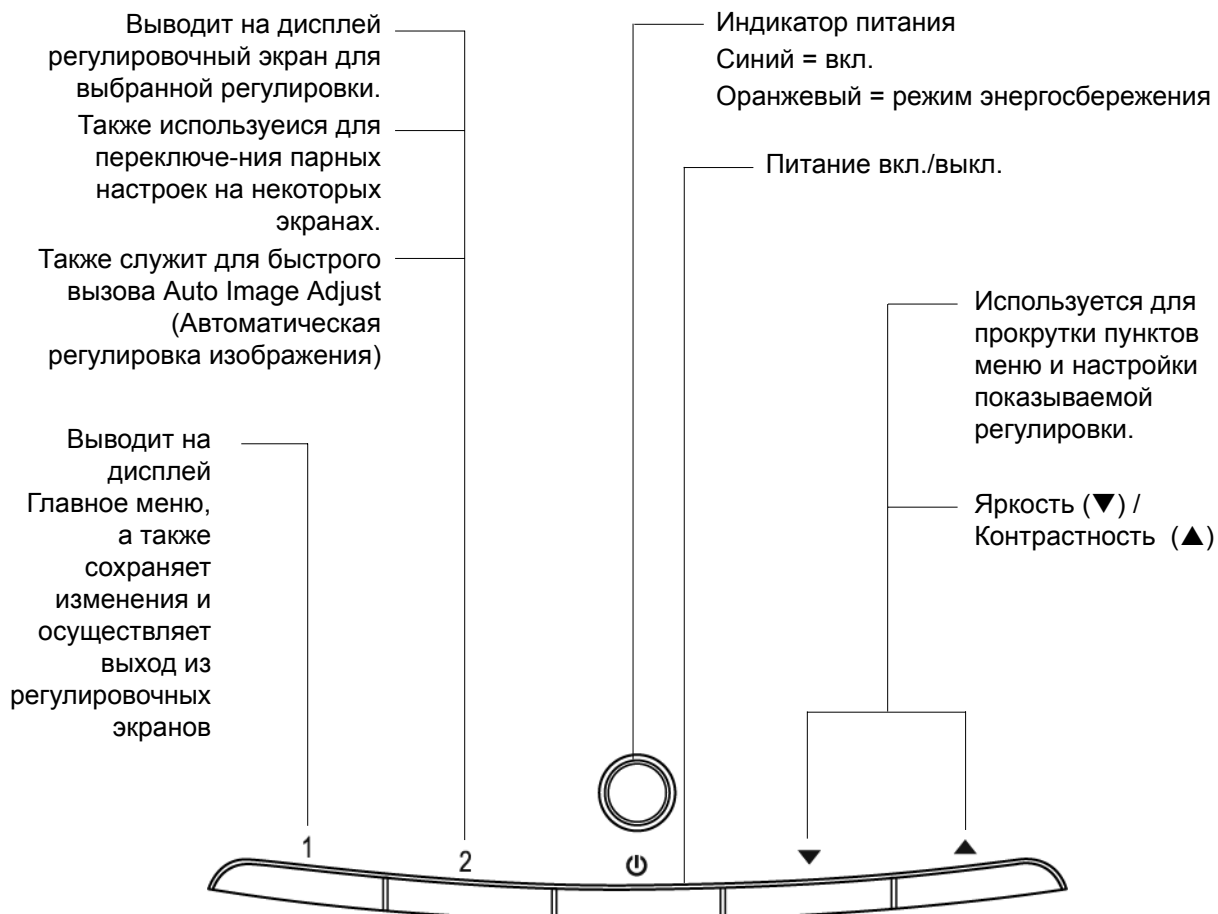 Выводит на дисплей
регулировочный экран для
выбранной регулировки.
Также используеися для
переключе-ния парных
настроек на некоторых
экранах.
Также служит для быстрого
вызова Auto Image Adjust
(Автоматическая
регулировка изображения)
Выводит на
дисплей
Главное меню,
а также
сохраняет
изменения и
осуществляет
выход из
регулировочных
экранов
Индикатор питания
Синий = вкл.
Оранжевый = режим энергосбережения
Питание вкл./выкл.
Используется для
прокрутки пунктов
меню и настройки
показываемой
регулировки.
Яркость (▼) /
Контрастность (▲)
1
2
▼
▲